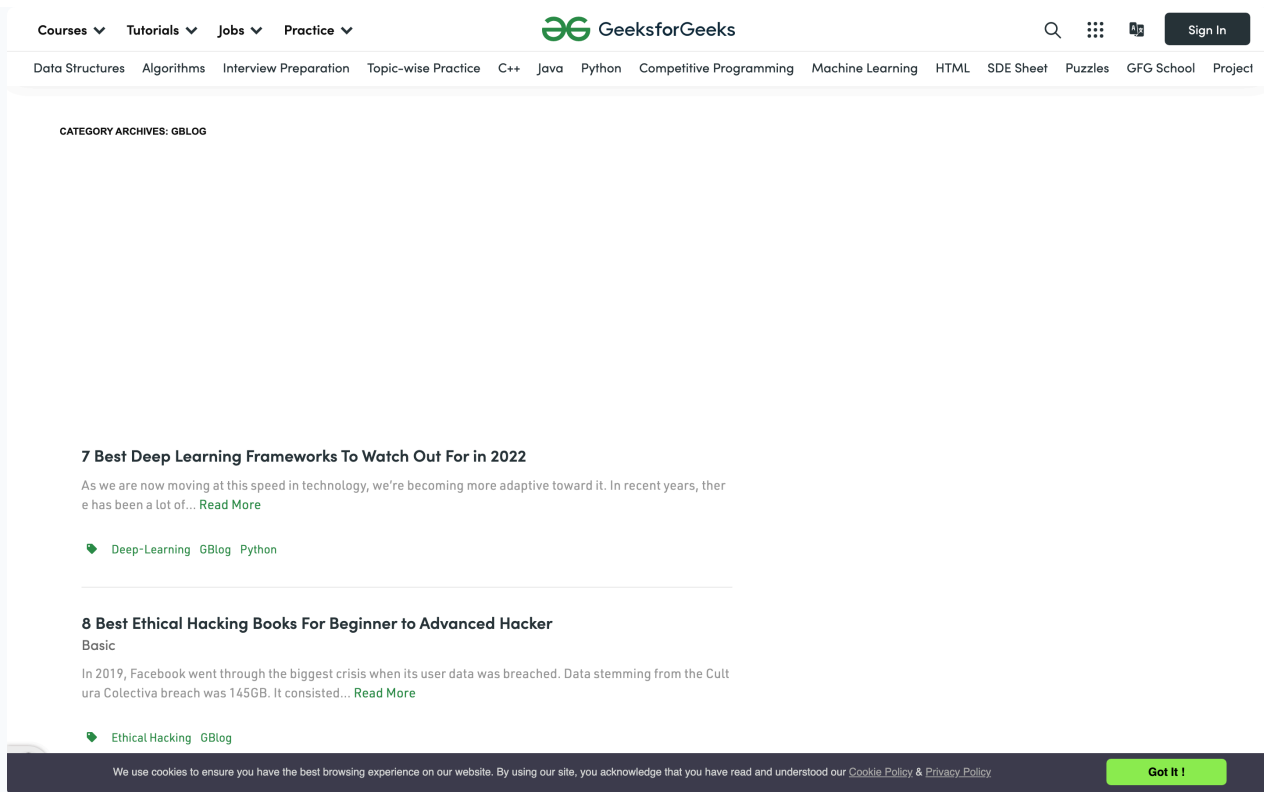 Courses Tutorials Jobs Practice GeeksforGeeks Sign In
Data Structures Algorithms Interview Preparation Topic-wise Practice C++ Java Python Competitive Programming Machine Learning HTML SDE Sheet Puzzles GFG School Project
CATEGORY ARCHIVES: GBLOG
7 Best Deep Learning Frameworks To Watch Out For in 2022
As we are now moving at this speed in technology, we're becoming more adaptive toward it. In recent years, ther
e has been a lot of... Read More
Deep-Learning GBlog Python
8 Best Ethical Hacking Books For Beginner to Advanced Hacker
Basic
In 2019, Facebook went through the biggest crisis when its user data was breached. Data stemming from the Cult
ura Colectiva breach was 145GB. It consisted... Read More
Ethical Hacking GBlog
We use cookies to ensure you have the best browsing experience on our website. By using our site, you acknowledge that you have read and understood our Cookie Policy & Privacy Policy Got It !